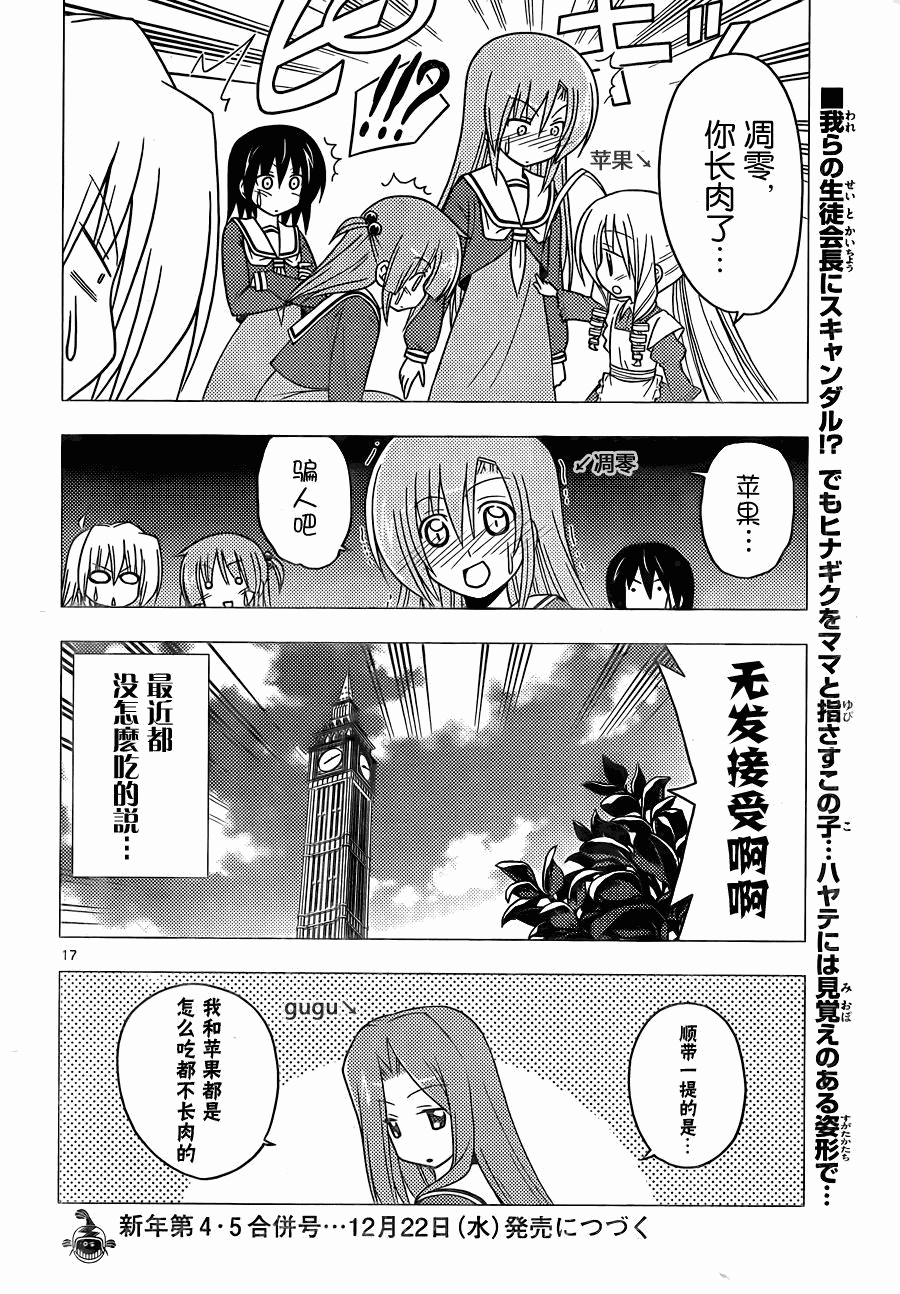 ビ
キッ
!!!?
苹果
凋零,
你长肉
了…
苹果…
凋零
骗人吧
无发接受啊啊
最近都
没怎麼吃的説…
17
顺带一提的是…
gugu
我和苹果都是
怎么吃都不长肉的
■我らの生徒会長にスキャンダル!? でもヒナギクをママと指さすこの子…ハヤテには見覚えのある姿形で…
新年第4・5合併号…12月22日(水)発売につづく